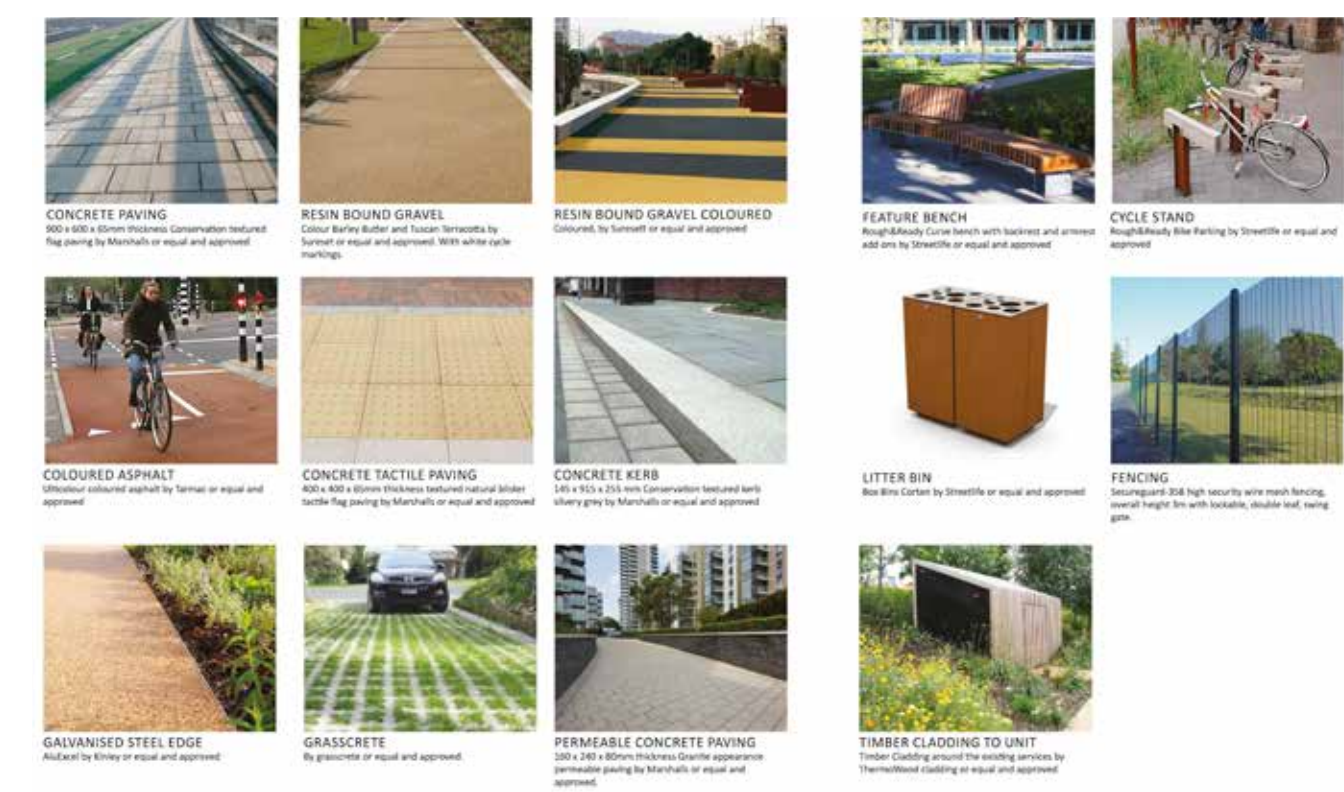 CONCRETE PAVING
900 x 600 x 65mm thickness Conservation textured
flag paving by Marshalls or equal and approved
RESIN BOUND GRAVEL
Colour Barley Butter and Tuscan Terracotta by
Sureset or equal and approved. With white cycle
markings.
RESIN BOUND GRAVEL COLOURED
Coloured, by Suresett or equal and approved
FEATURE BENCH
Rough&Ready Curve bench with backrest and armrest
add ons by Streetlife or equal and approved
CYCLE STAND
Rough&Ready Bike Parking by Streetlife or equal and
approved
COLOURED ASPHALT
Ulticolour coloured asphalt by Tarmac or equal and
approved
CONCRETE TACTILE PAVING
400 x 400 x 65mm thickness textured natural blister
tactile flag paving by Marshalls or equal and approved
CONCRETE KERB
145 x 915 x 255 mm Conservation textured kerb
silvery grey by Marshalls or equal and approved
LITTER BIN
Box Bins Corten by Streetlife or equal and approved
FENCING
Secureguard-358 high security wire mesh fencing,
overall height 3m with lockable, double leaf, swing
gate.
GALVANISED STEEL EDGE
AluExcel by Kinley or equal and approved
GRASSCRETE
By grasscrete or equal and approved.
PERMEABLE CONCRETE PAVING
160 x 240 x 80mm thickness Granite appearance
permeable paving by Marshalls or equal and
approved.
TIMBER CLADDING TO UNIT
Timber Cladding around the existing services by
ThermoWood cladding or equal and approved